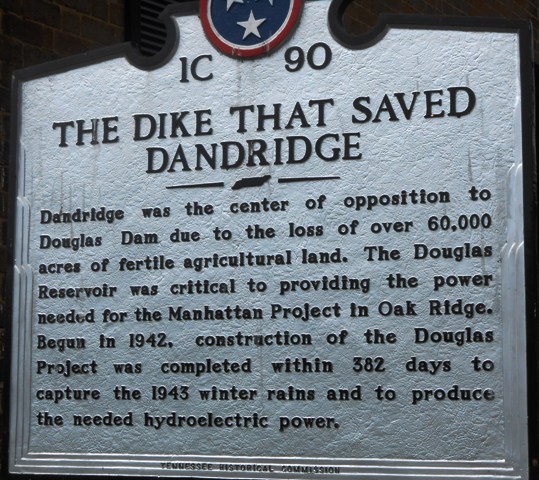 1C 90
THE DIKE THAT SAVED
DANDRIDGE
Dandridge was the center of opposition to
Douglas Dam due to the loss of over 60,000
acres of fertile agricultural land. The Douglas
Reservoir was critical to providing the power
needed for the Manhattan Project in Oak Ridge.
Begun in 1942, construction of the Douglas
Project was completed within 382 days to
capture the 1943 winter rains and to produce
the needed hydroelectric power.
TENNESSEE HISTORICAL COMMISSION